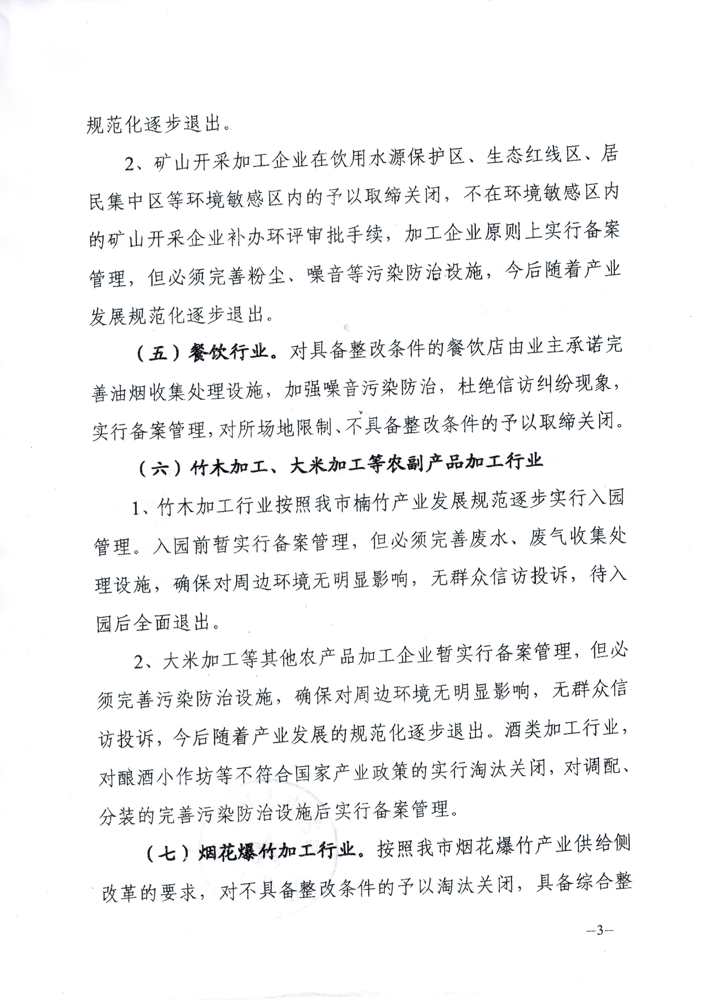 规范化逐步退出。
2、矿山开采加工企业在饮用水源保护区、生态红线区、居
民集中区等环境敏感区内的予以取缔关闭，不在环境敏感区内
的矿山开采企业补办环评审批手续，加工企业原则上实行备案
管理，但必须完善粉尘、噪音等污染防治设施，今后随着产业
发展规范化逐步退出。
（五）餐饮行业。对具备整改条件的餐饮店由业主承诺完
善油烟收集处理设施，加强噪音污染防治，杜绝信访纠纷现象，
实行备案管理，对所场地限制、不具备整改条件的予以取缔关闭。
（六）竹木加工、大米加工等农副产品加工行业
1、竹木加工行业按照我市楠竹产业发展规范逐步实行入园
管理。入园前暂实行备案管理，但必须完善废水、废气收集处
理设施，确保对周边环境无明显影响，无群众信访投诉，待入
园后全面退出。
2、大米加工等其他农产品加工企业暂实行备案管理，但必
须完善污染防治设施，确保对周边环境无明显影响，无群众信
访投诉，今后随着产业发展的规范化逐步退出。酒类加工行业，
对酿酒小作坊等不符合国家产业政策的实行淘汰关闭，对调配、
分装的完善污染防治设施后实行备案管理。
（七）烟花爆竹加工行业。按照我市烟花爆竹产业供给侧
改革的要求，对不具备整改条件的予以淘汰关闭，具备综合整
—3—